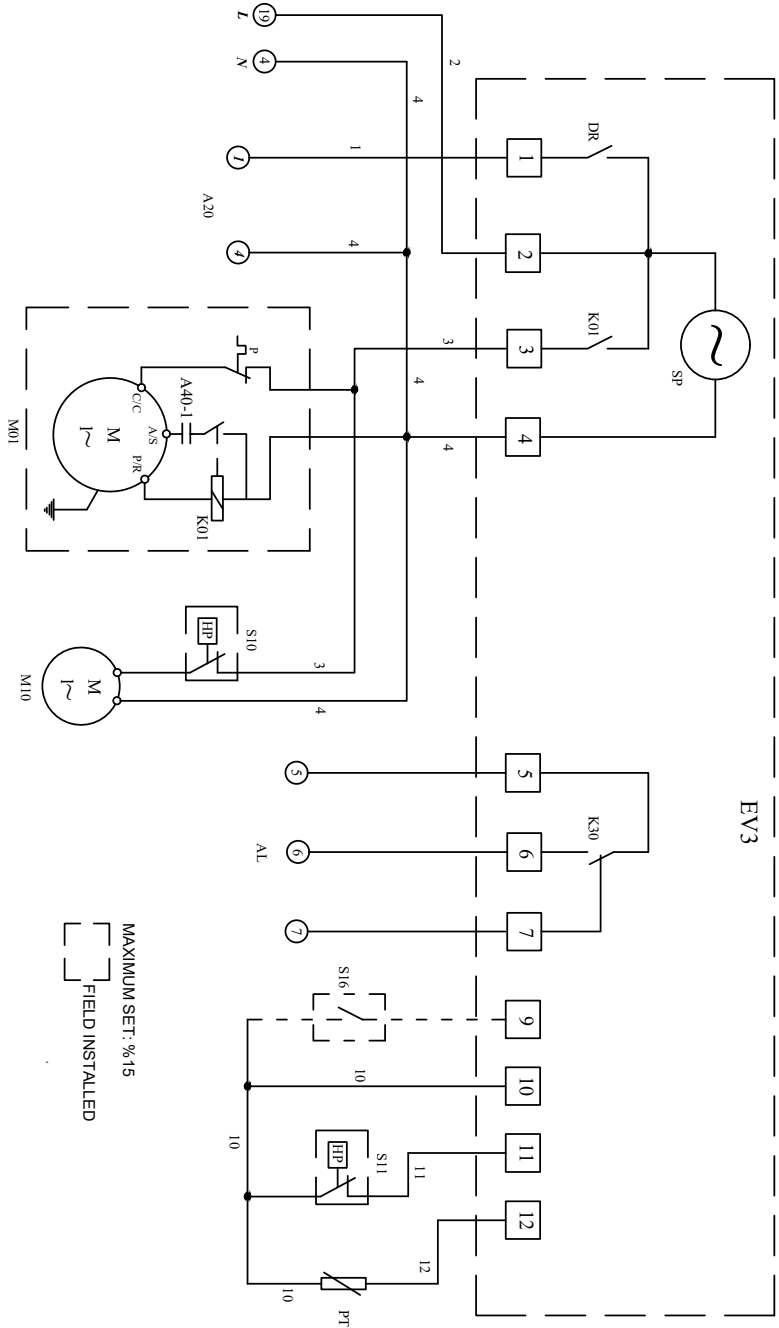 L
19
N
4
2
4
1
1
A20
4
4
DR
1
2
K01
3
3
4
4
4
SP
EV3
P
C/C
A40-1
A/S
M
1~
P/R
K01
M01
HP
S10
3
4
M
1~
M10
5
5
K30
6
6
AL
7
7
MAXIMUM SET: %15
FIELD INSTALLED
S16
9
10
10
10
HP
S11
11
11
12
12
10
PT